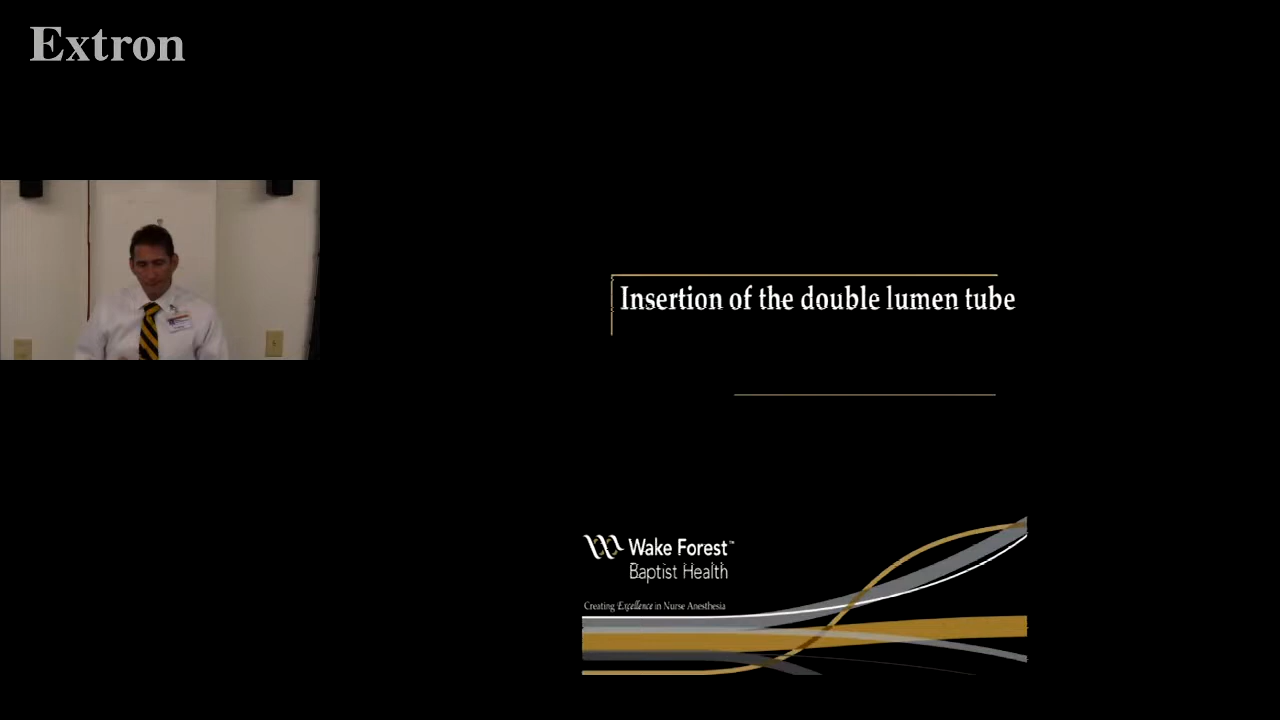 Extron
Insertion of the double lumen tube
Wake Forest™
Baptist Health
Creating Excellence in Nurse Anesthesia